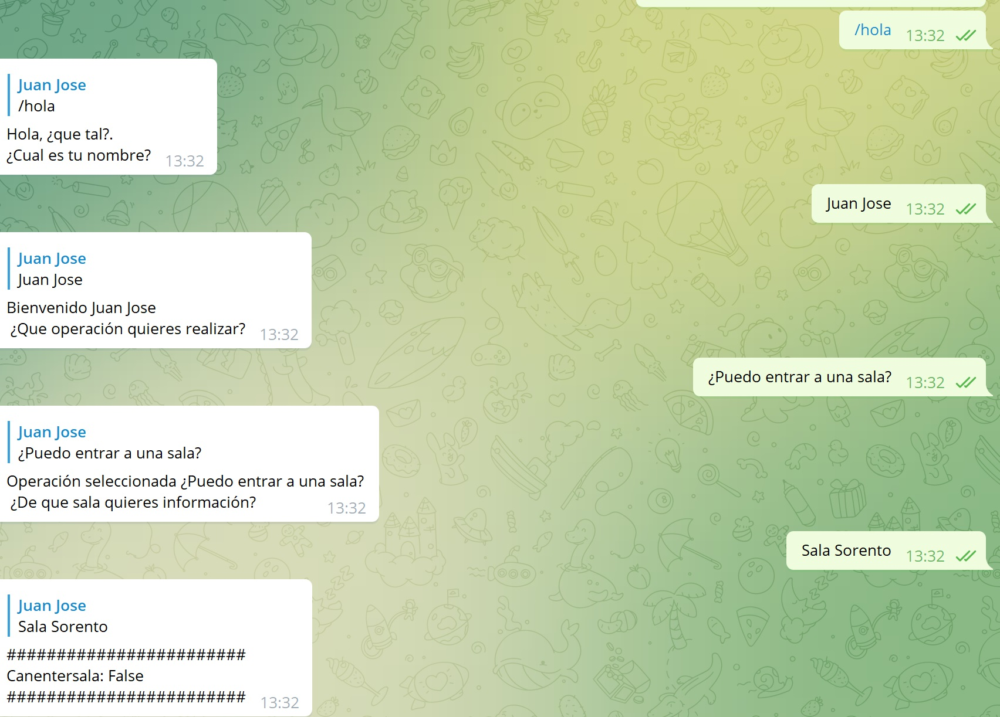 /hola 13:32
Juan Jose
/hola
Hola, ¿que tal?.
¿Cual es tu nombre? 13:32
Juan Jose 13:32
Juan Jose
Juan Jose
Bienvenido Juan Jose
¿Que operación quieres realizar? 13:32
¿Puedo entrar a una sala? 13:32
Juan Jose
¿Puedo entrar a una sala?
Operación seleccionada ¿Puedo entrar a una sala?
¿De que sala quieres información? 13:32
Sala Sorento 13:32
Juan Jose
Sala Sorento
########################
Canentersala: False
######################## 13:32